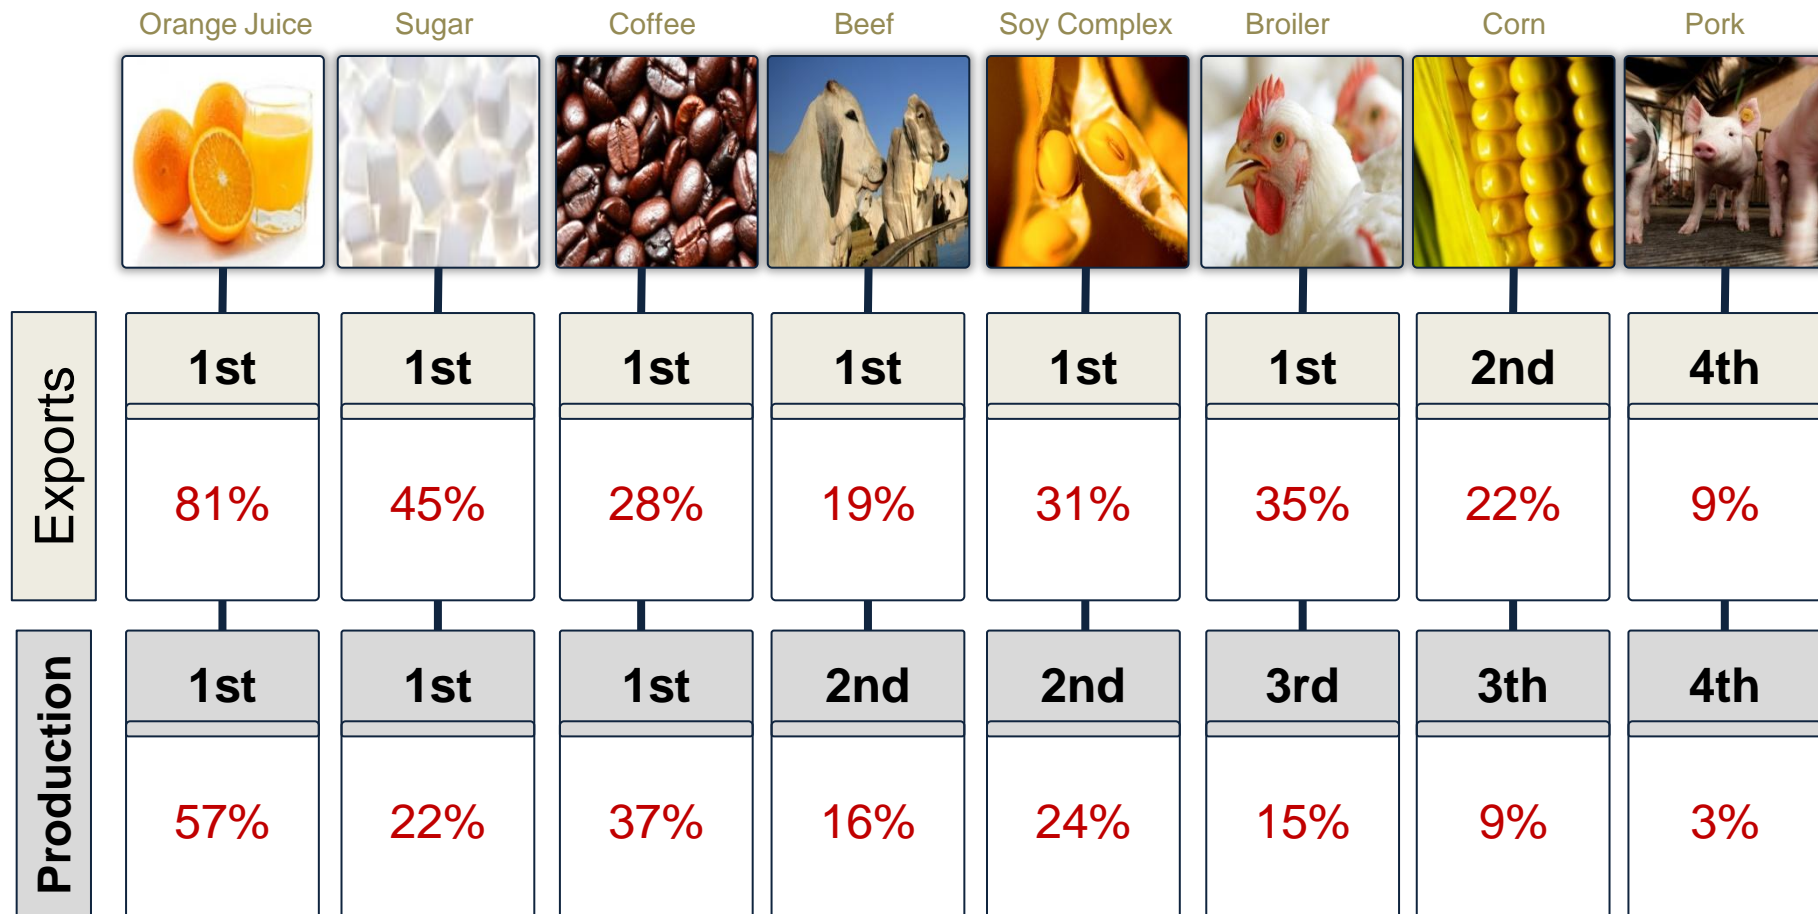 Orange Juice Sugar Coffee Beef Soy Complex Broiler Corn Pork
Exports
1st 1st 1st 1st 1st 1st 2nd 4th
81% 45% 28% 19% 31% 35% 22% 9%
Production
1st 1st 1st 2nd 2nd 3rd 3th 4th
57% 22% 37% 16% 24% 15% 9% 3%